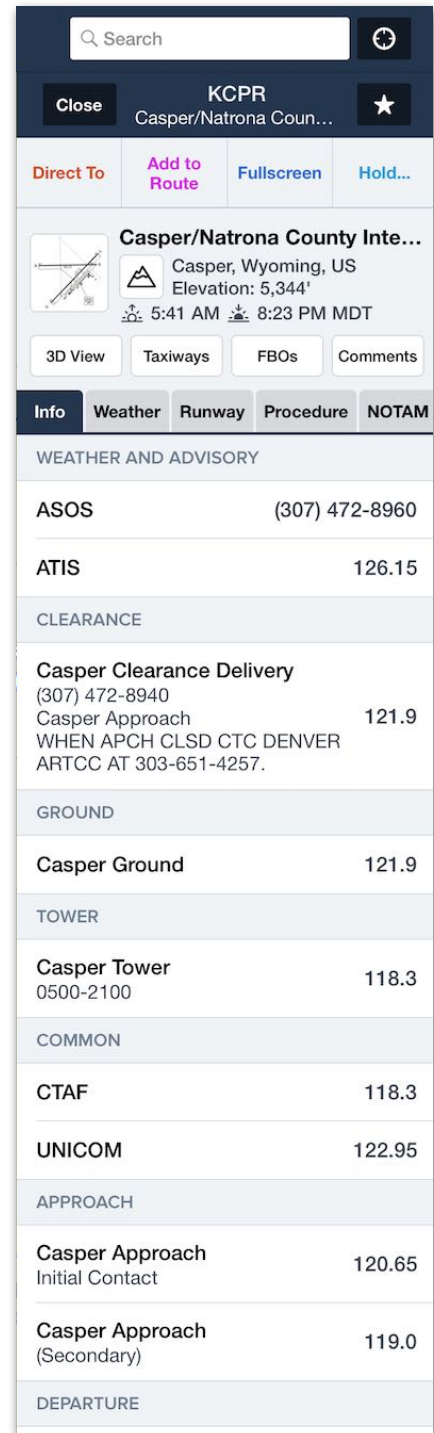 Search
Close
KCPR
Casper/Natrona Coun...
Direct To
Add to
Route
Fullscreen
Hold...
Casper/Natrona County Inte...
Casper, Wyoming, US
Elevation: 5,344'
5:41 AM 8:23 PM MDT
3D View Taxiways FBOs Comments
Info Weather Runway Procedure NOTAM
WEATHER AND ADVISORY
ASOS (307) 472-8960
ATIS 126.15
CLEARANCE
Casper Clearance Delivery
(307) 472-8940
Casper Approach 121.9
WHEN APCH CLSD CTC DENVER
ARTCC AT 303-651-4257.
GROUND
Casper Ground 121.9
TOWER
Casper Tower 118.3
0500-2100
COMMON
CTAF 118.3
UNICOM 122.95
APPROACH
Casper Approach 120.65
Initial Contact
Casper Approach 119.0
(Secondary)
DEPARTURE